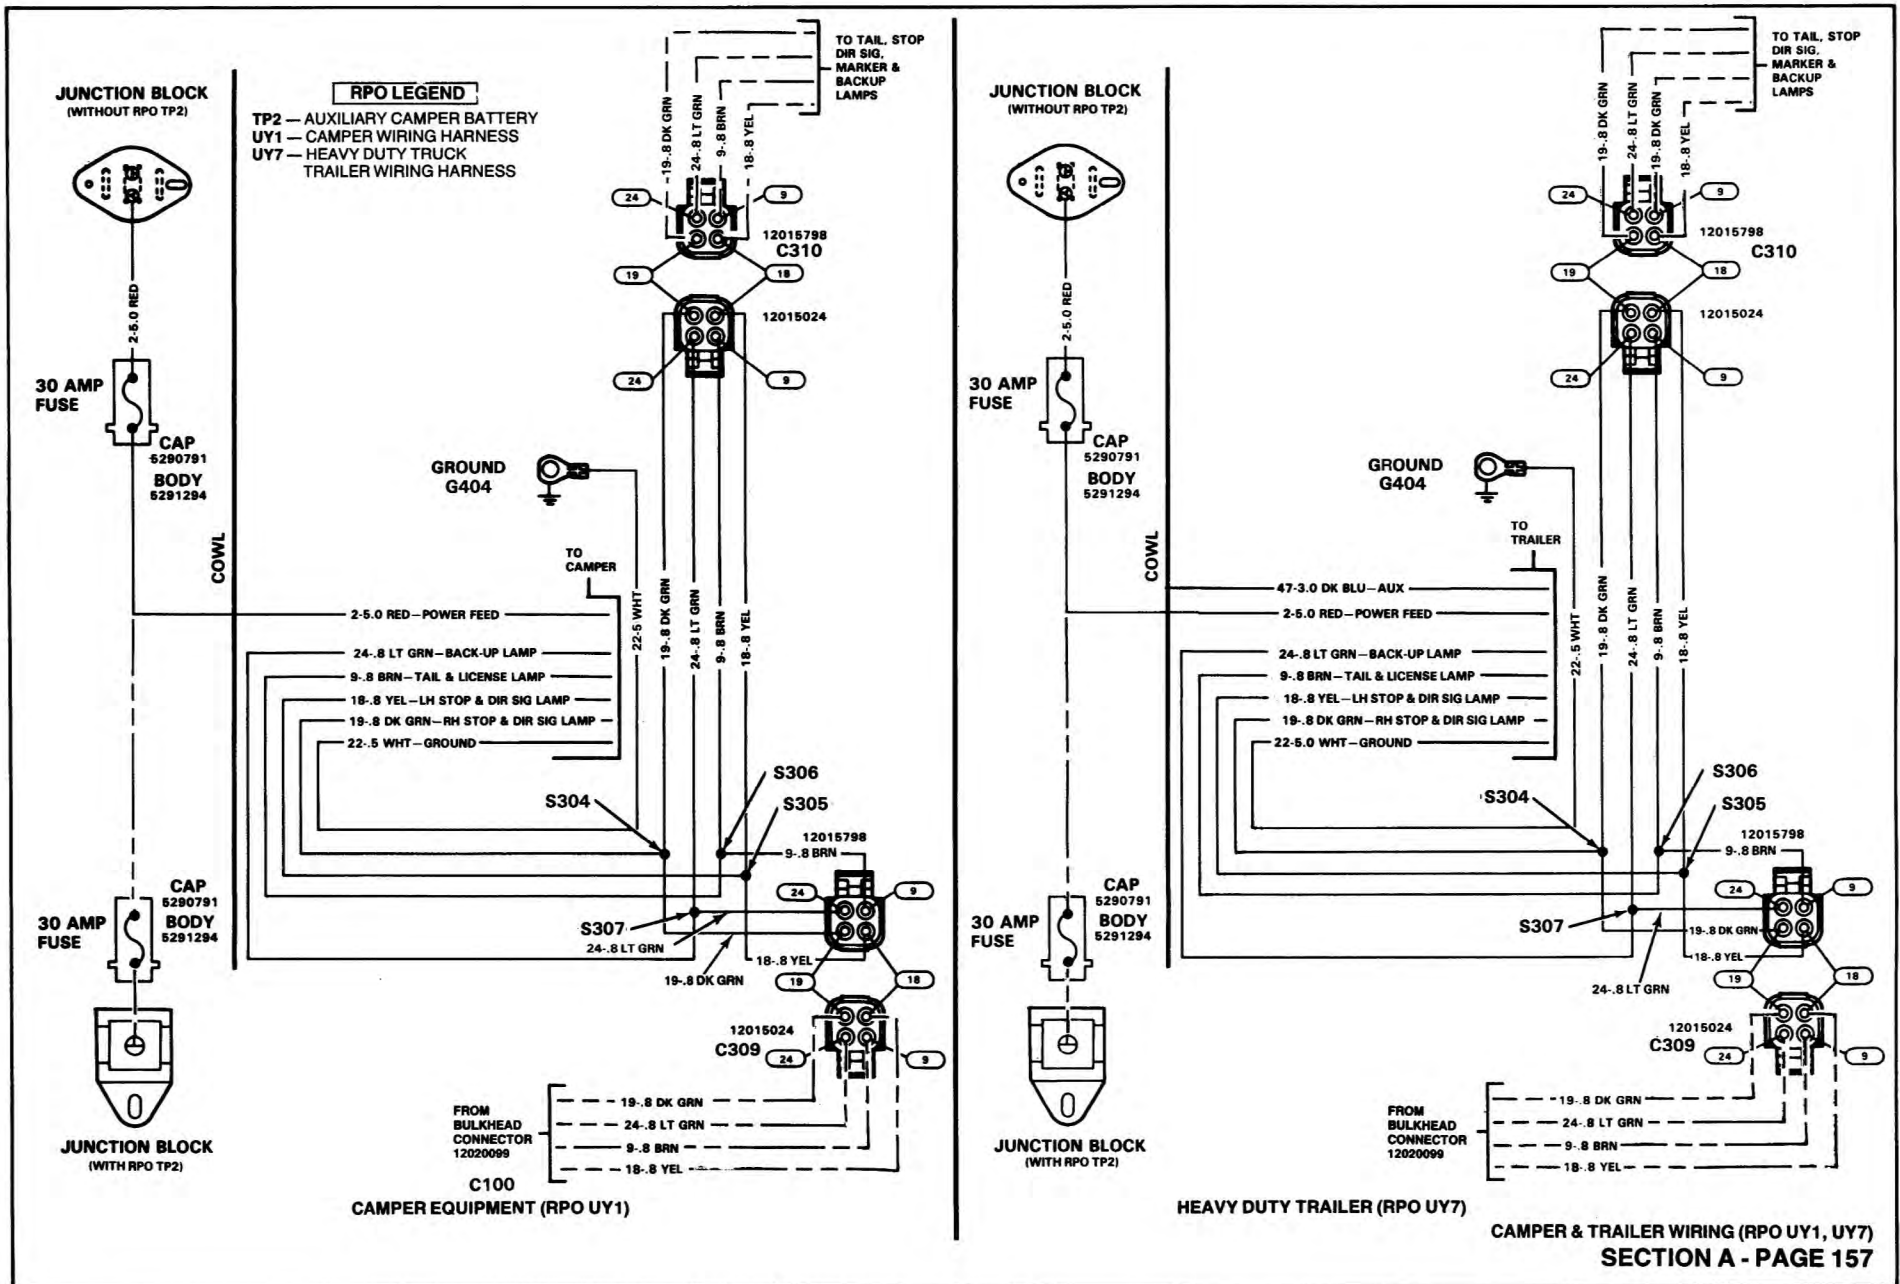 JUNCTION BLOCK
(WITHOUT RPO TP2)
RPO LEGEND
TP2 — AUXILIARY CAMPER BATTERY
UY1 — CAMPER WIRING HARNESS
UY7 — HEAVY DUTY TRUCK
TRAILER WIRING HARNESS
TO TAIL, STOP
DIR SIG,
MARKER &
BACKUP
LAMPS
19-.8 DK GRN
24-.8 LT GRN
9-.8 BRN
18-.8 YEL
24
9
12015798
C310
19
18
12015024
24
9
2-5.0 RED
30 AMP
FUSE
CAP
5290791
BODY
5291294
COWL
GROUND
G404
TO
CAMPER
22-5 WHT
19-.8 DK GRN
24-.8 LT GRN
9-.8 BRN
18-.8 YEL
2-5.0 RED—POWER FEED
24-.8 LT GRN—BACK-UP LAMP
9-.8 BRN—TAIL & LICENSE LAMP
18-.8 YEL—LH STOP & DIR SIG LAMP
19-.8 DK GRN—RH STOP & DIR SIG LAMP
22-.5 WHT—GROUND
S304
S306
S305
12015798
9-.8 BRN
24
9
S307
24-.8 LT GRN
18-.8 YEL
19-.8 DK GRN
19
18
12015024
C309
24
9
CAP
5290791
30 AMP
FUSE
BODY
5291294
JUNCTION BLOCK
(WITH RPO TP2)
FROM
BULKHEAD
CONNECTOR
12020099
C100
19-.8 DK GRN
24-.8 LT GRN
9-.8 BRN
18-.8 YEL
CAMPER EQUIPMENT (RPO UY1)
JUNCTION BLOCK
(WITHOUT RPO TP2)
TO TAIL, STOP
DIR SIG,
MARKER &
BACKUP
LAMPS
19-.8 DK GRN
24-.8 LT GRN
19-.8 DK GRN
18-.8 YEL
24
9
12015798
C310
19
18
12015024
24
9
2-5.0 RED
30 AMP
FUSE
CAP
5290791
BODY
5291294
COWL
GROUND
G404
TO
TRAILER
22-.5 WHT
19-.8 DK GRN
24-.8 LT GRN
9-.8 BRN
18-.8 YEL
47-3.0 DK BLU—AUX
2-5.0 RED—POWER FEED
24-.8 LT GRN—BACK-UP LAMP
9-.8 BRN—TAIL & LICENSE LAMP
18-.8 YEL—LH STOP & DIR SIG LAMP
19-.8 DK GRN—RH STOP & DIR SIG LAMP
22-5.0 WHT—GROUND
S304
S306
S305
12015798
9-.8 BRN
24
9
S307
19-.8 DK GRN
18-.8 YEL
24-.8 LT GRN
19
18
12015024
C309
24
9
CAP
5290791
30 AMP
FUSE
BODY
5291294
JUNCTION BLOCK
(WITH RPO TP2)
FROM
BULKHEAD
CONNECTOR
12020099
19-.8 DK GRN
24-.8 LT GRN
9-.8 BRN
18-.8 YEL
HEAVY DUTY TRAILER (RPO UY7)
CAMPER & TRAILER WIRING (RPO UY1, UY7)
SECTION A - PAGE 157